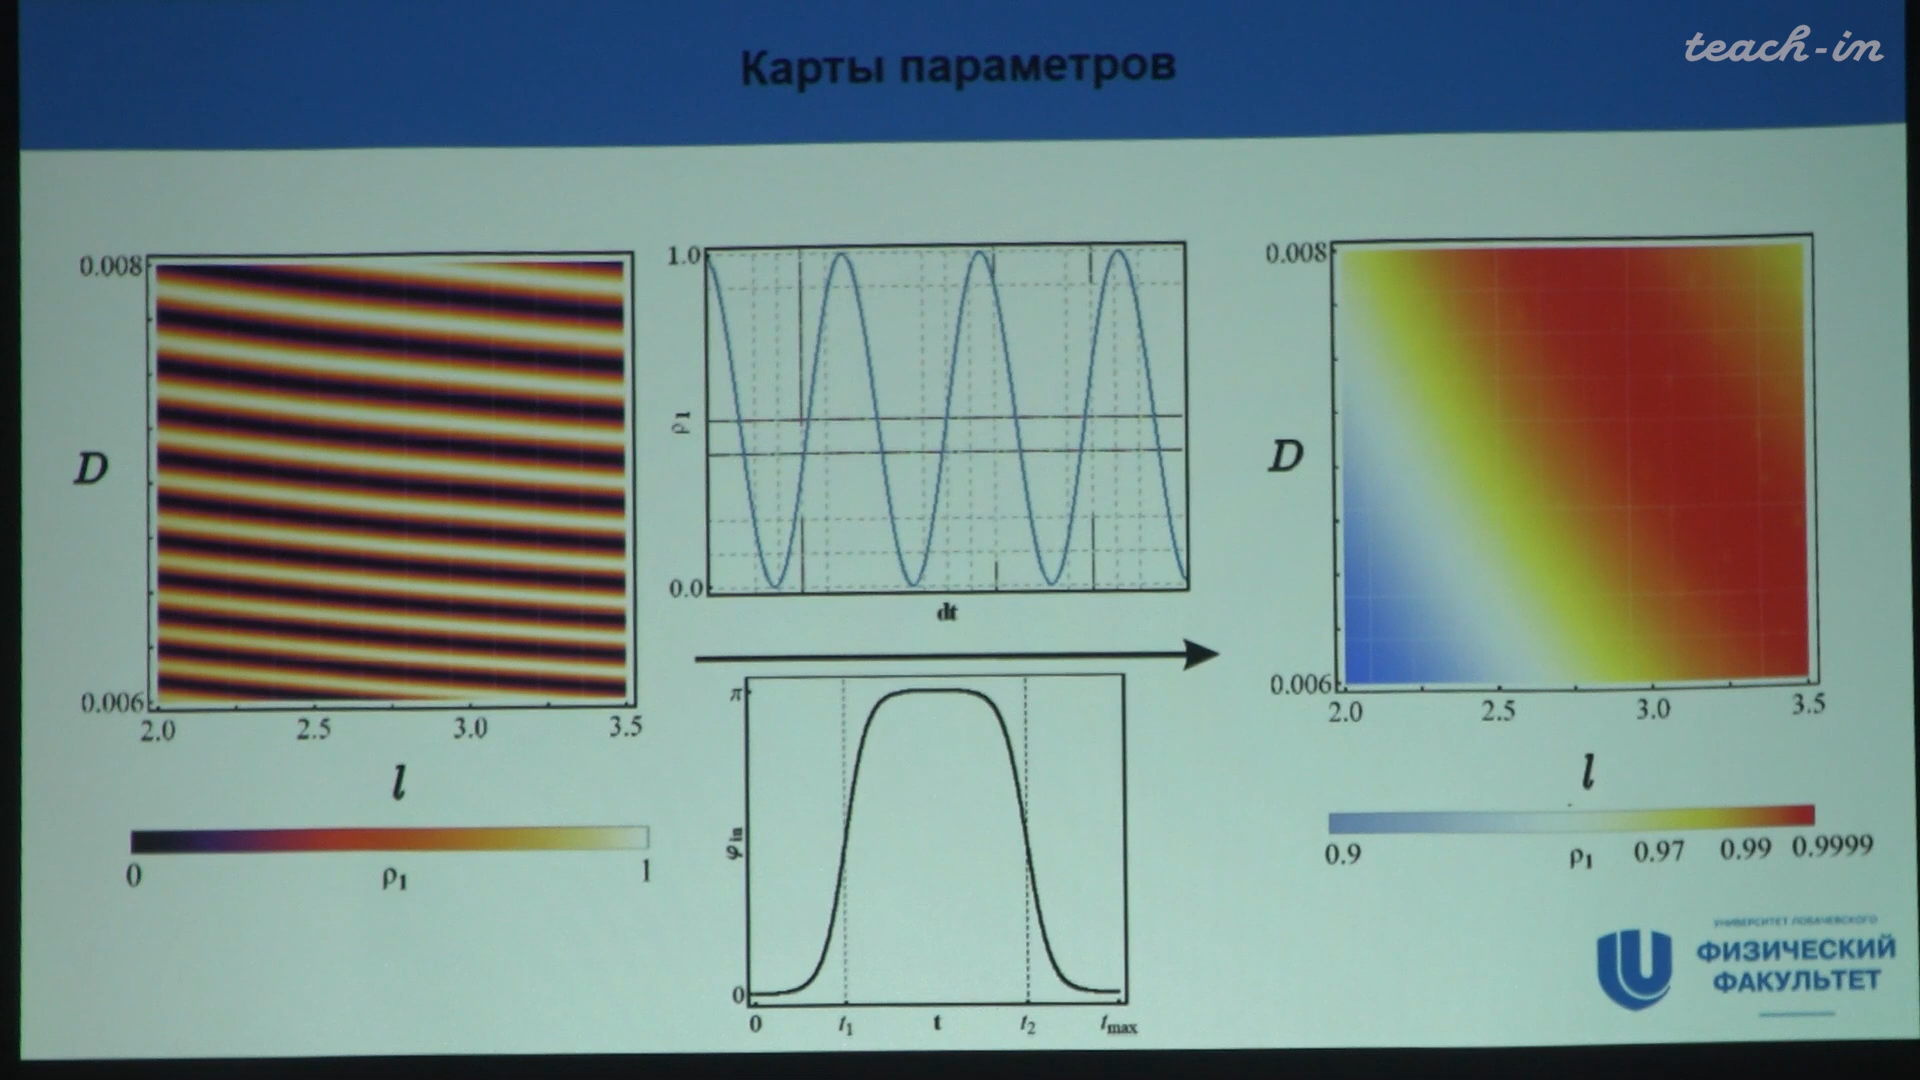 teach-in
Карты параметров
0.008
D
0.006
2.0 2.5 3.0 3.5
l
0 ρ₁ 1
1.0
ρ₁
0.0
dt
π
φin
0
0 t₁ t t₂ tmax
0.008
D
0.006
2.0 2.5 3.0 3.5
l
0.9 ρ₁ 0.97 0.99 0.9999
УНИВЕРСИТЕТ ЛОБАЧЕВСКОГО
ФИЗИЧЕСКИЙ
ФАКУЛЬТЕТ